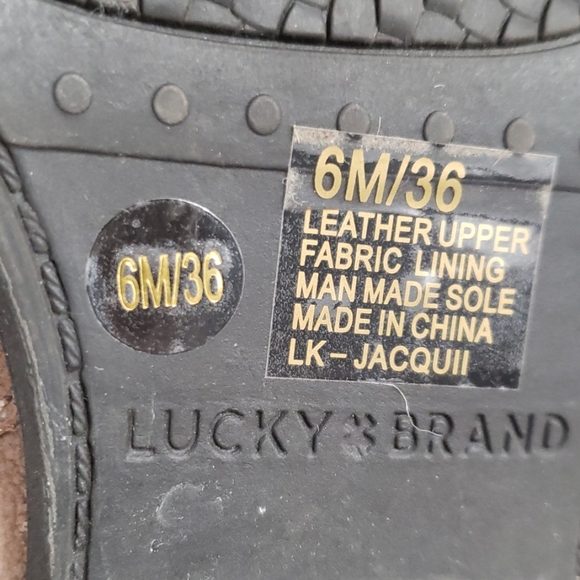 6M/36
6M/36
LEATHER UPPER
FABRIC LINING
MAN MADE SOLE
MADE IN CHINA
LK – JACQUII
LUCKY BRAND